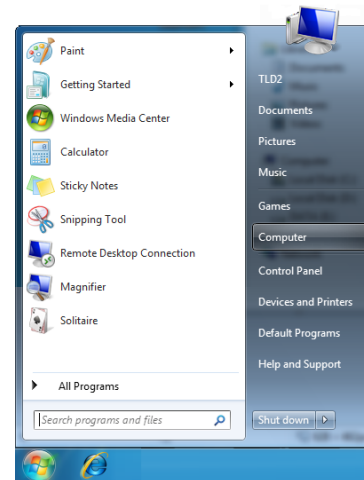 Paint
Getting Started
Windows Media Center
Calculator
Sticky Notes
Snipping Tool
Remote Desktop Connection
Magnifier
Solitaire
All Programs
Search programs and files
TLD2
Documents
Pictures
Music
Games
Computer
Control Panel
Devices and Printers
Default Programs
Help and Support
Shut down